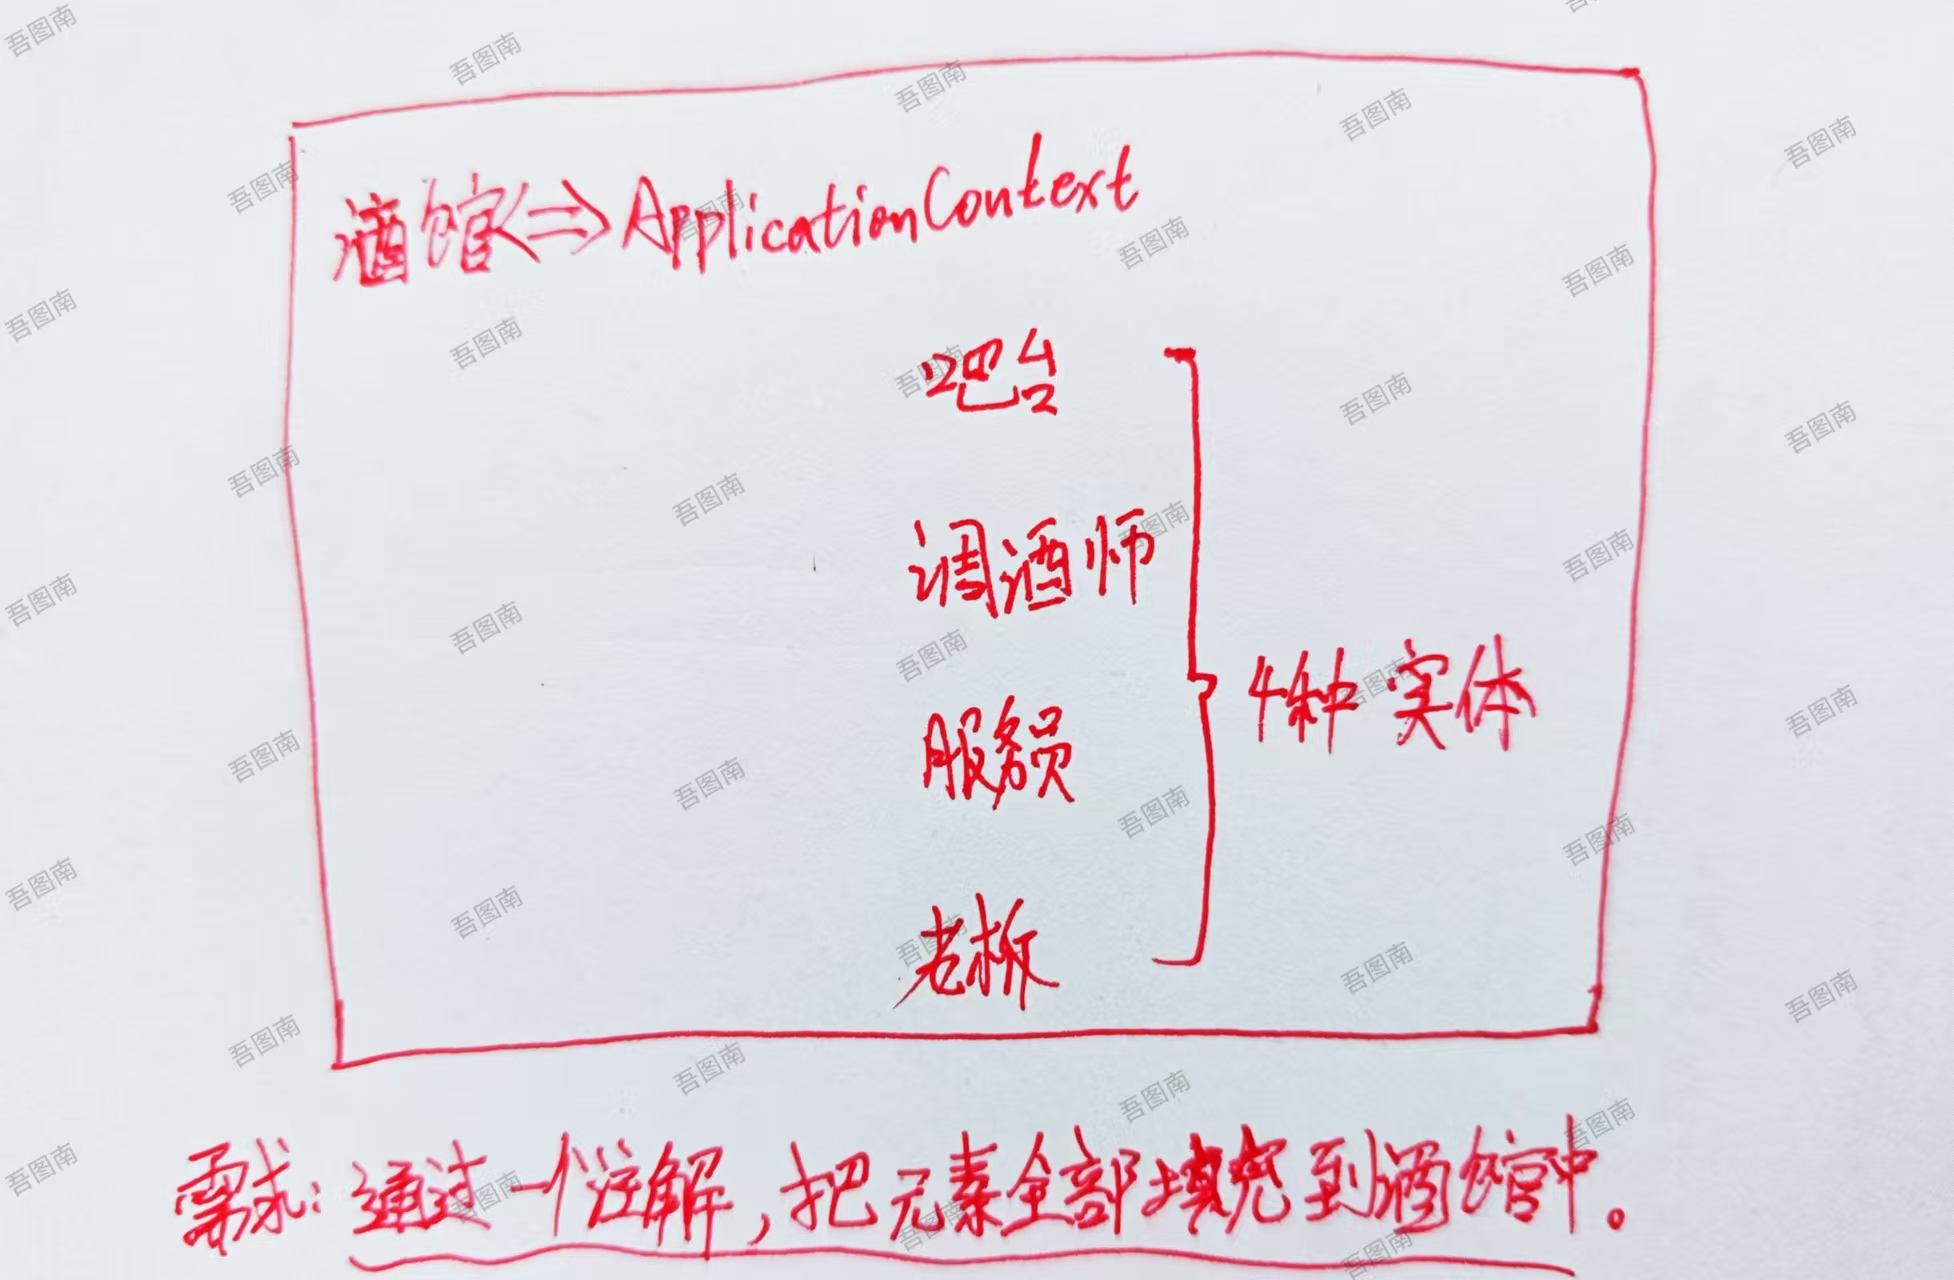 酒馆<=>ApplicationContext
吧台
调酒师
服务员
老板
4种实体
需求:通过一个注解,把元素全部填充到酒馆中。
吾图南